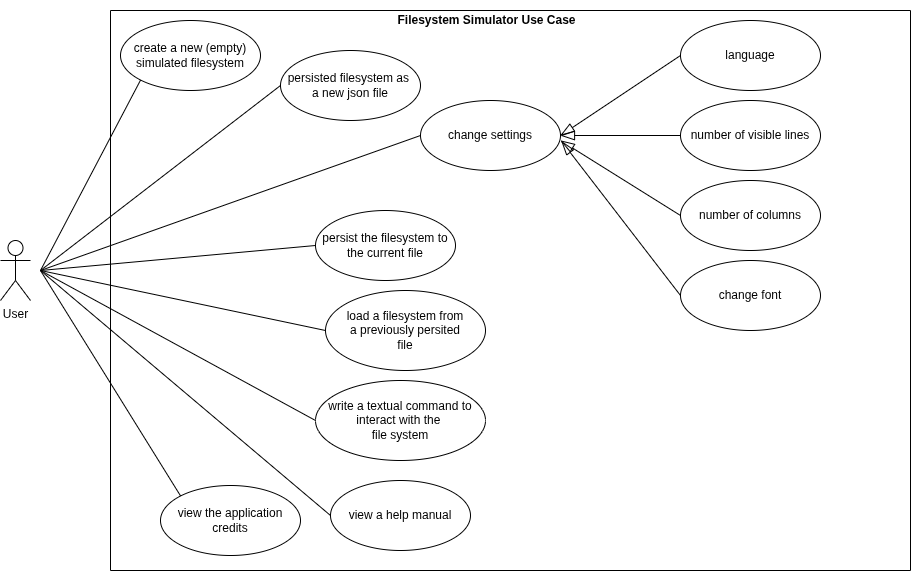 Filesystem Simulator Use Case
create a new (empty)
simulated filesystem
persisted filesystem as
a new json file
change settings
language
number of visible lines
number of columns
change font
persist the filesystem to
the current file
load a filesystem from
a previously persited
file
write a textual command to
interact with the
file system
view the application
credits
view a help manual
User